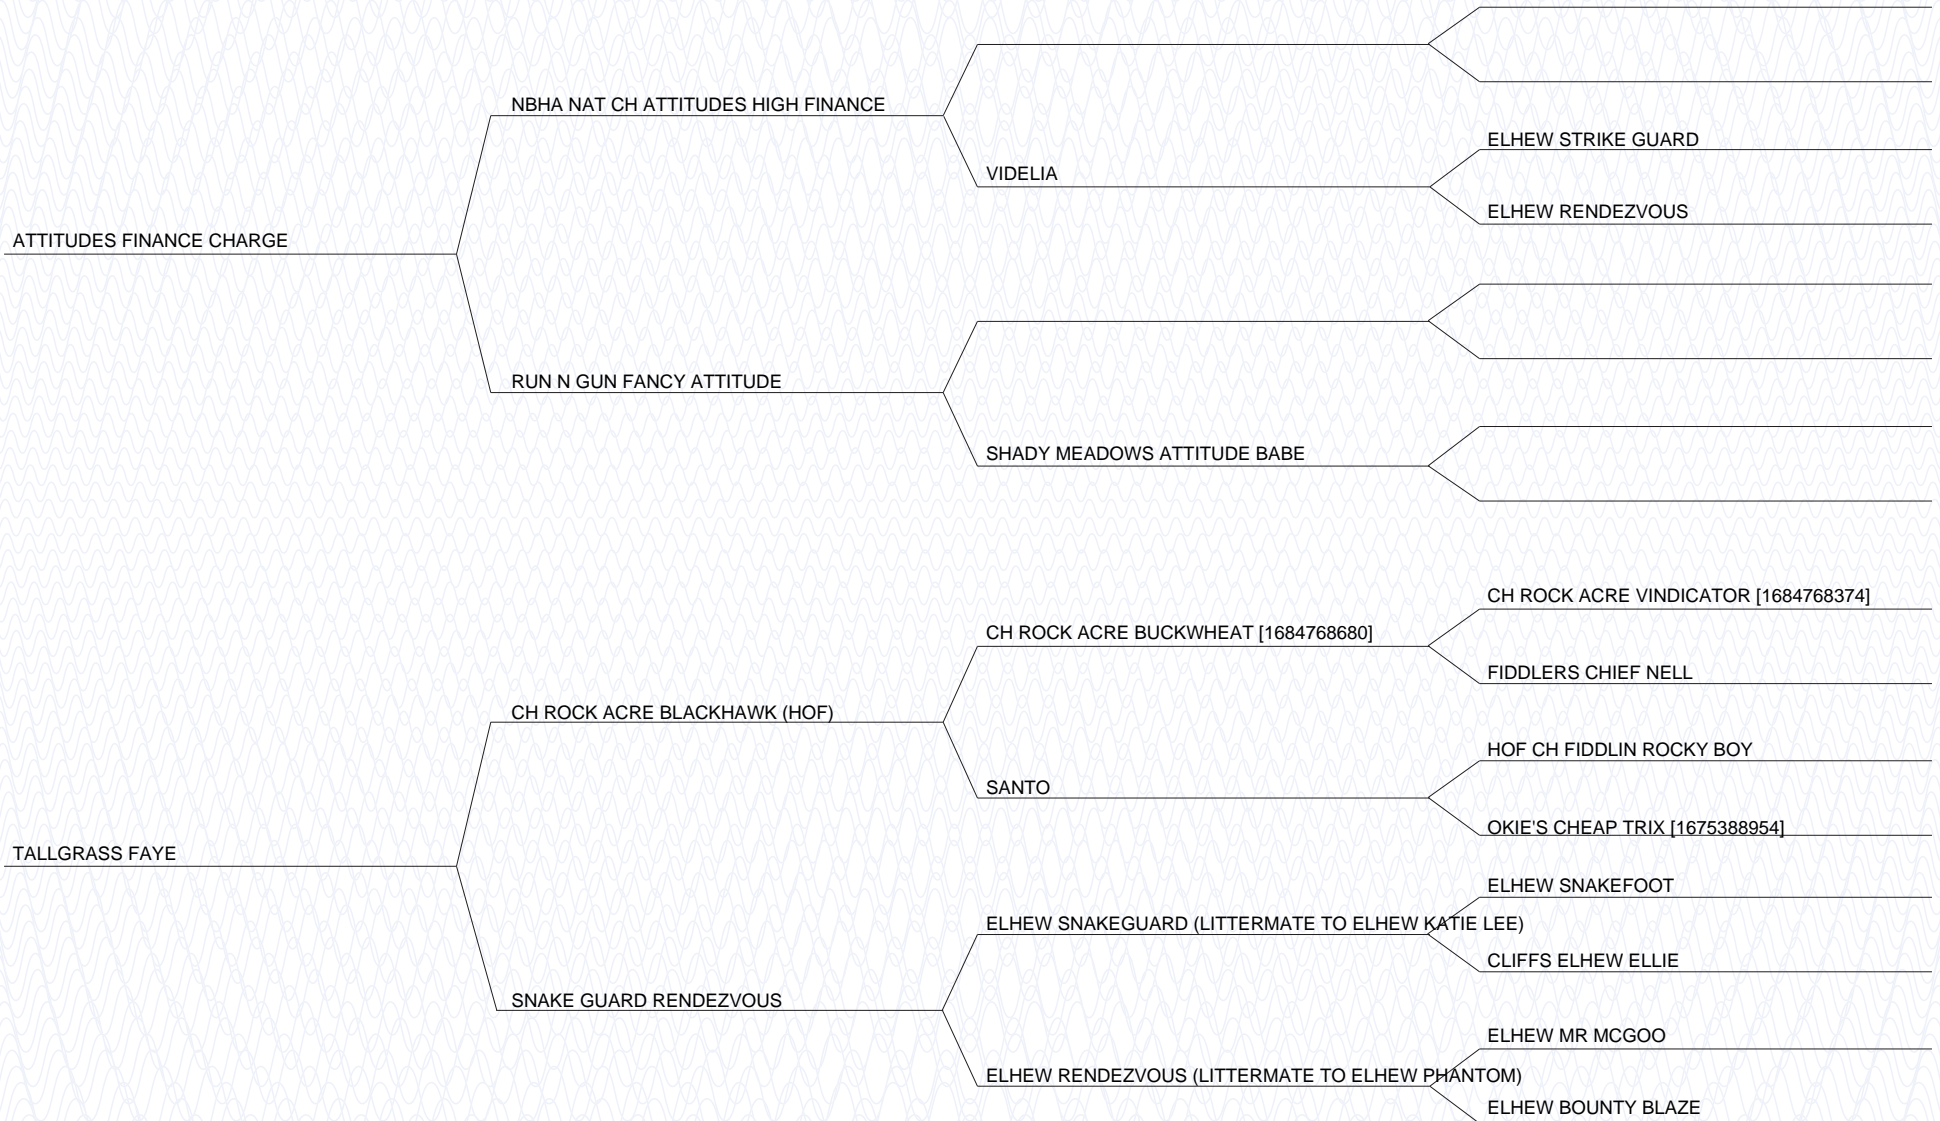 NBHA NAT CH ATTITUDES HIGH FINANCE
ELHEW STRIKE GUARD
VIDELIA
ELHEW RENDEZVOUS
ATTITUDES FINANCE CHARGE
RUN N GUN FANCY ATTITUDE
SHADY MEADOWS ATTITUDE BABE
CH ROCK ACRE VINDICATOR [1684768374]
CH ROCK ACRE BUCKWHEAT [1684768680]
FIDDLERS CHIEF NELL
CH ROCK ACRE BLACKHAWK (HOF)
HOF CH FIDDLIN ROCKY BOY
SANTO
OKIE'S CHEAP TRIX [1675388954]
TALLGRASS FAYE
ELHEW SNAKEFOOT
ELHEW SNAKEGUARD (LITTERMATE TO ELHEW KATIE LEE)
CLIFFS ELHEW ELLIE
SNAKE GUARD RENDEZVOUS
ELHEW MR MCGOO
ELHEW RENDEZVOUS (LITTERMATE TO ELHEW PHANTOM)
ELHEW BOUNTY BLAZE